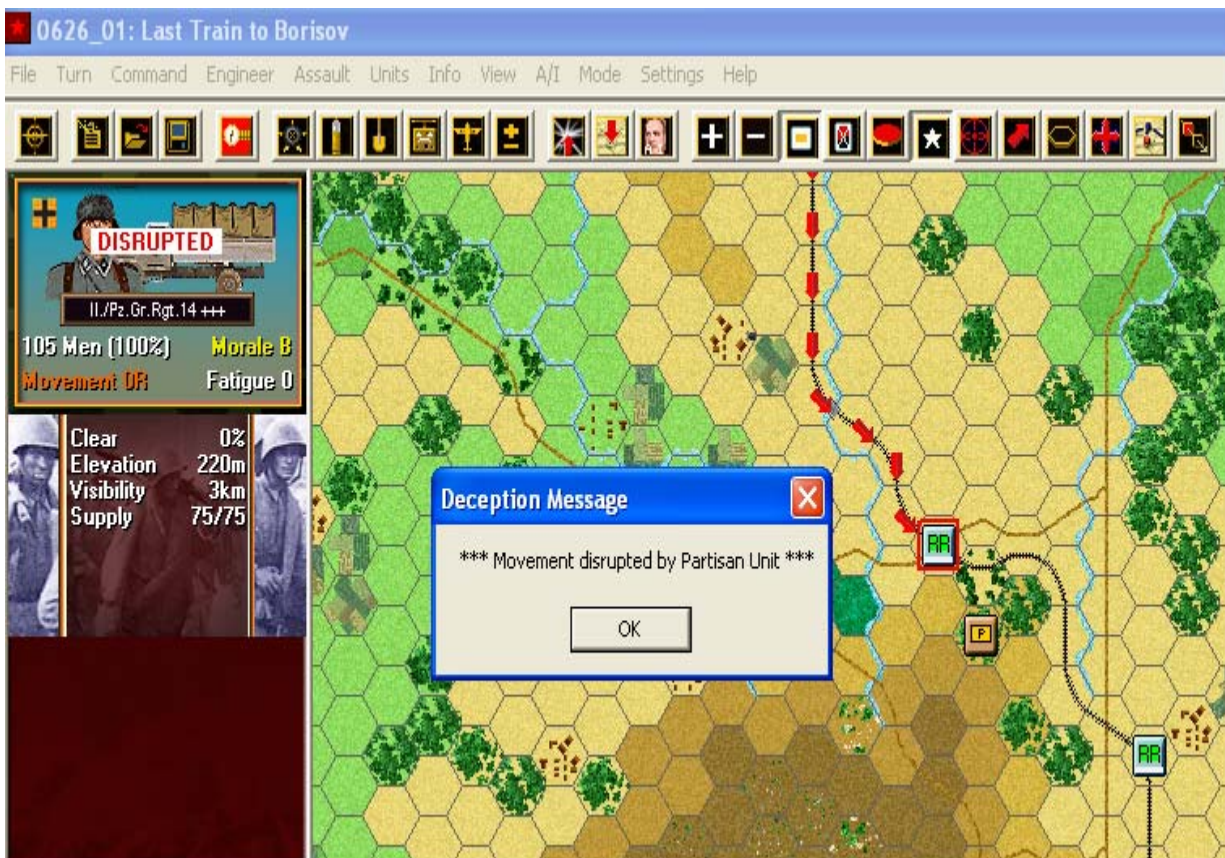 0626_01: Last Train to Borisov
File Turn Command Engineer Assault Units Info View A/I Mode Settings Help
DISRUPTED
II./Pz.Gr.Rgt.14 +++
105 Men (100%) Morale B
Movement 0R Fatigue 0
Clear 0%
Elevation 220m
Visibility 3km
Supply 75/75
Deception Message
*** Movement disrupted by Partisan Unit ***
OK
RR
P
RR